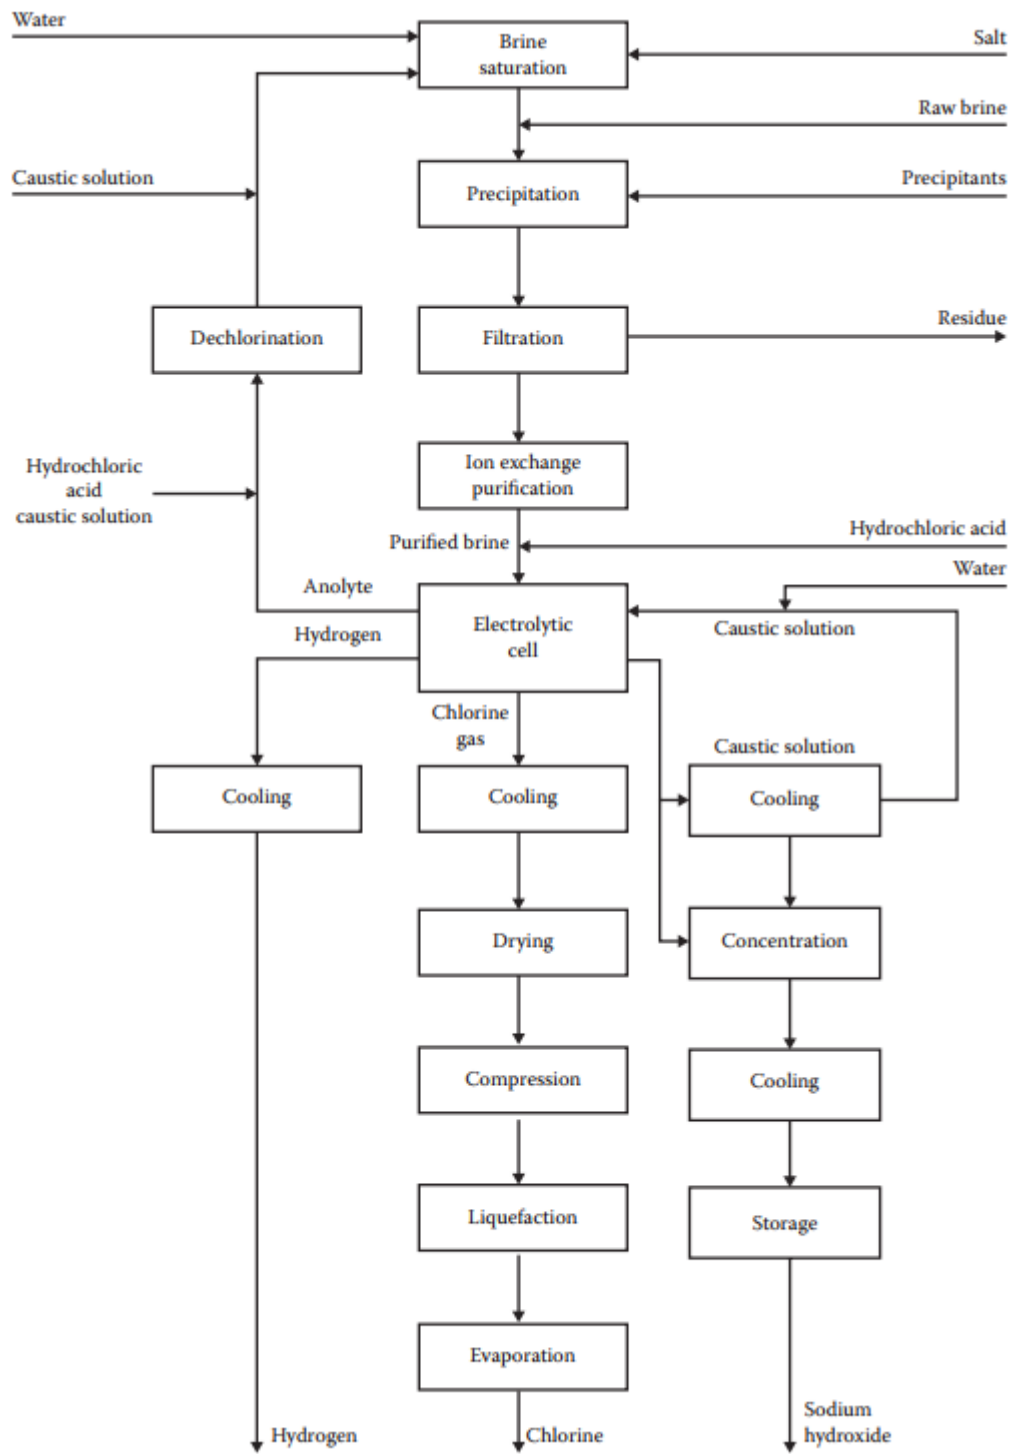 Water
Brine
saturation
Salt
Raw brine
Caustic solution
Precipitation
Precipitants
Dechlorination
Filtration
Residue
Hydrochloric
acid
caustic solution
Ion exchange
purification
Purified brine
Hydrochloric acid
Water
Anolyte
Electrolytic
cell
Caustic solution
Hydrogen
Chlorine
gas
Caustic solution
Cooling
Cooling
Cooling
Drying
Concentration
Compression
Cooling
Liquefaction
Storage
Evaporation
Hydrogen
Chlorine
Sodium
hydroxide